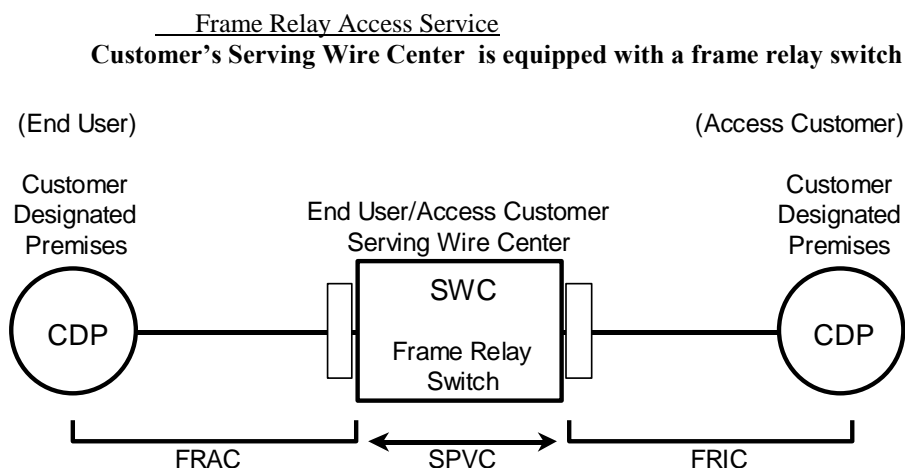 Frame Relay Access Service
Customer's Serving Wire Center is equipped with a frame relay switch
(End User)
(Access Customer)
Customer
Designated
Premises
End User/Access Customer
Serving Wire Center
Customer
Designated
Premises
CDP
SWC
Frame Relay
Switch
CDP
FRAC
SPVC
FRIC